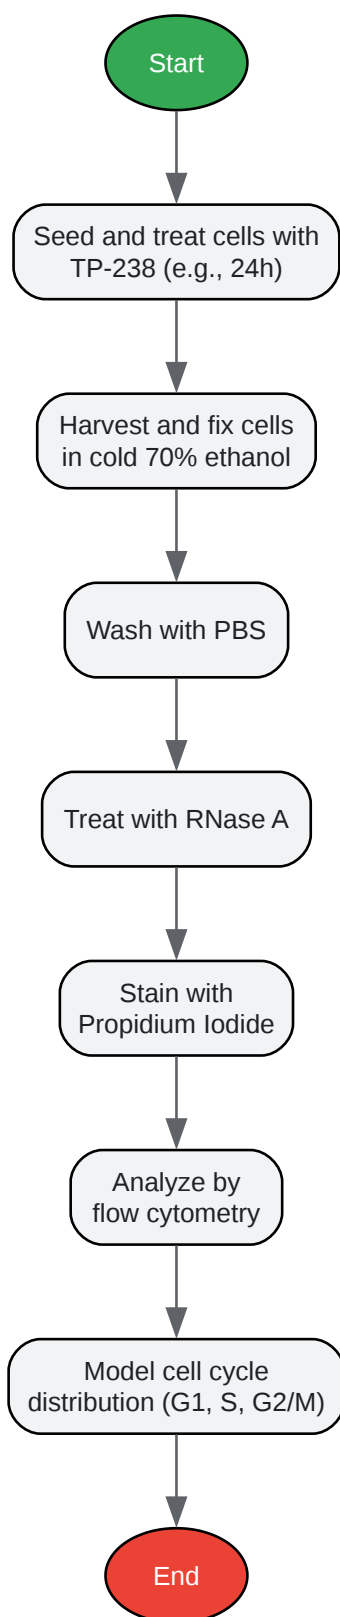 Start
Seed and treat cells with
TP-238 (e.g., 24h)
Harvest and fix cells
in cold 70% ethanol
Wash with PBS
Treat with RNase A
Stain with
Propidium Iodide
Analyze by
flow cytometry
Model cell cycle
distribution (G1, S, G2/M)
End